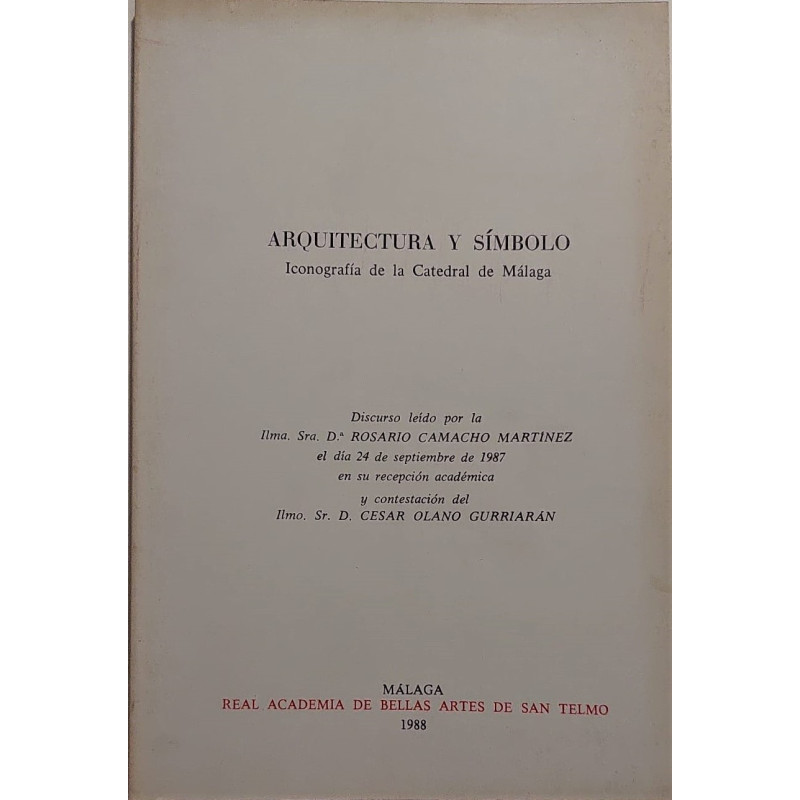 ARQUITECTURA Y SÍMBOLO
Iconografía de la Catedral de Málaga
Discurso leído por la
Ilma. Sra. D.ª ROSARIO CAMACHO MARTÍNEZ
el día 24 de septiembre de 1987
en su recepción académica
y contestación del
Ilmo. Sr. D. CESAR OLANO GURRIARÁN
MÁLAGA
REAL ACADEMIA DE BELLAS ARTES DE SAN TELMO
1988